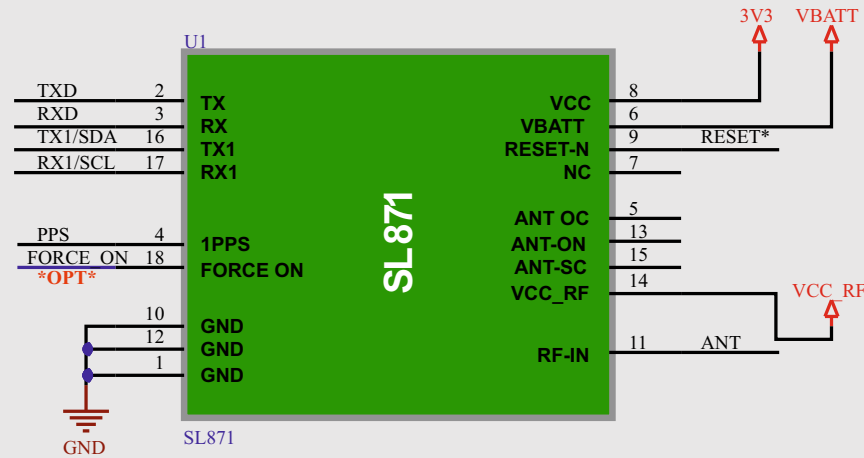 3V3 VBATT
U1
TXD 2 TX
RXD 3 RX
TX1/SDA 16 TX1
RX1/SCL 17 RX1
VCC 8
VBATT 6
RESET-N 9 RESET*
NC 7
SL871
ANT OC 5
ANT-ON 13
ANT-SC 15
VCC_RF 14
VCC_RF
PPS 4 1PPS
FORCE ON 18 FORCE ON
*OPT*
10 GND
12 GND
1 GND
RF-IN 11 ANT
SL871
GND